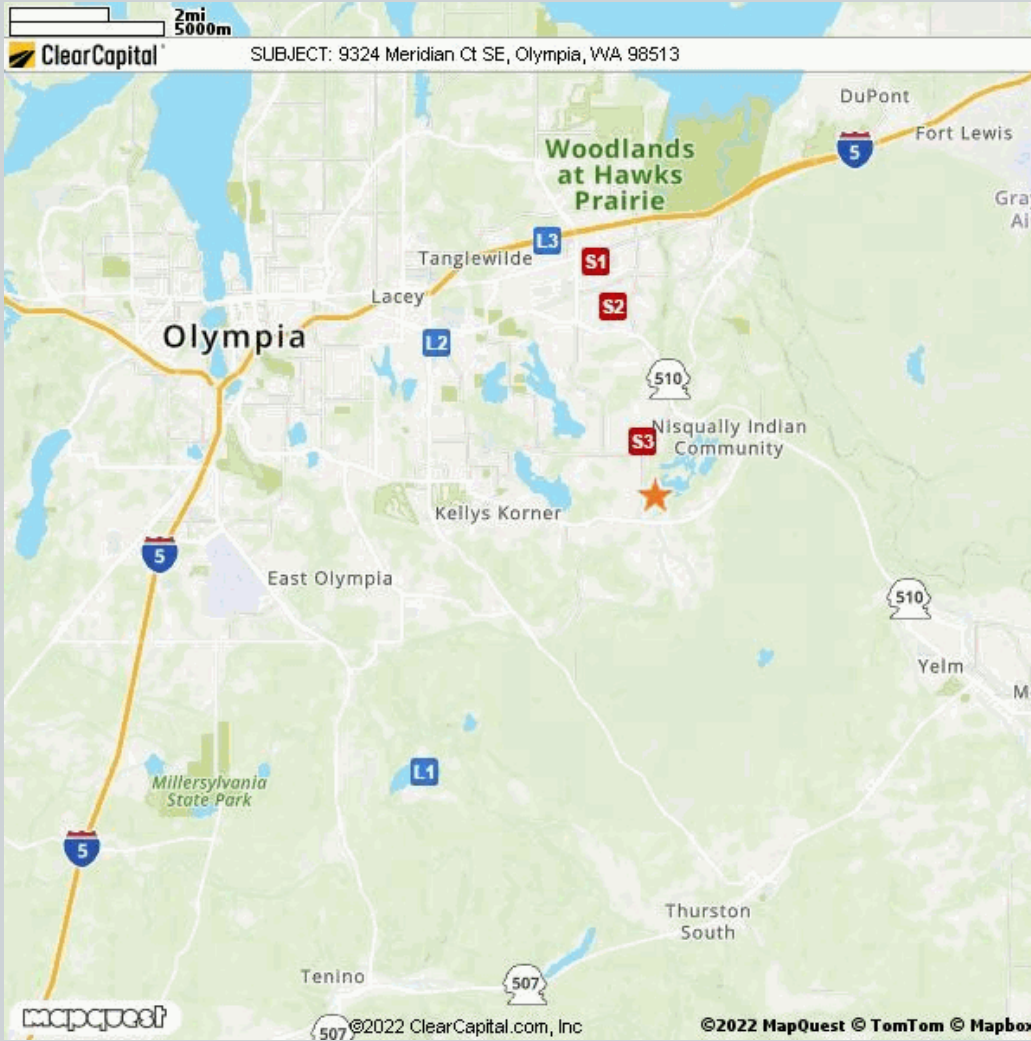 2mi
5000m
ClearCapital
SUBJECT: 9324 Meridian Ct SE, Olympia, WA 98513
DuPont
Fort Lewis
5
Woodlands
at Hawks
Prairie
Gra
Ai
L3
Tanglewilde
S1
Lacey
S2
Olympia
L2
510
Nisqually Indian
Community
S3
Kellys Korner
5
East Olympia
510
Yelm
M
L1
Millersylvania
State Park
5
Thurston
South
Tenino
507
mapquest
507
©2022 ClearCapital.com, Inc
©2022 MapQuest © TomTom © Mapbox